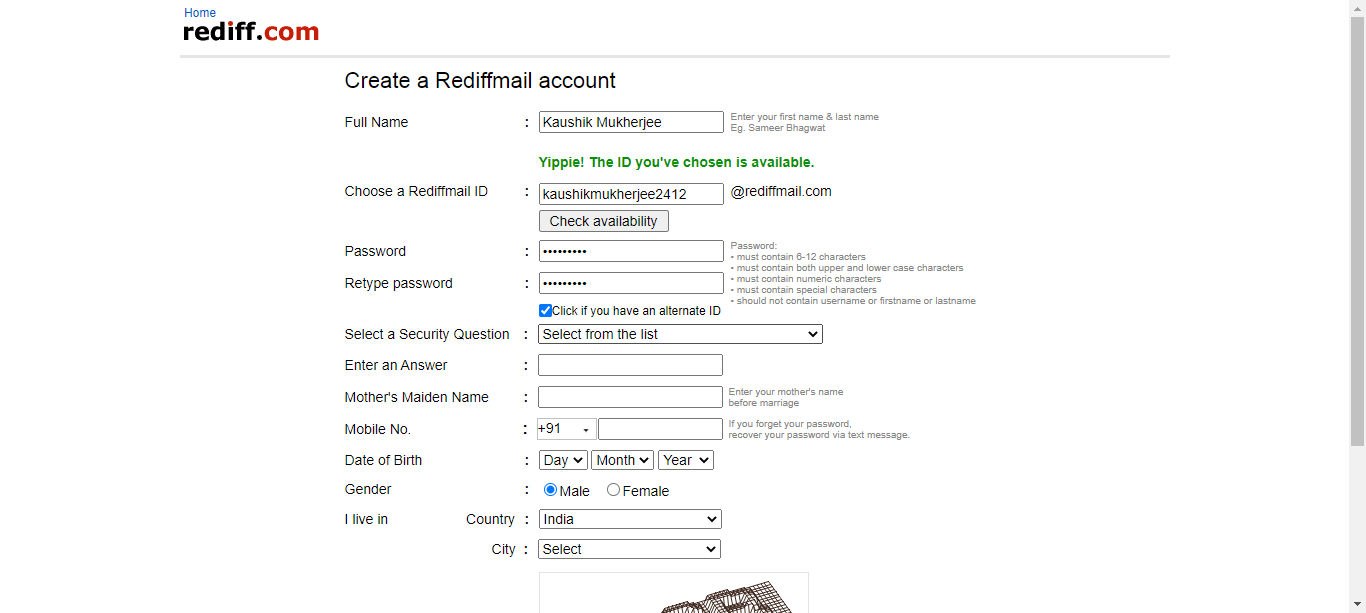 Home
rediff.com
Create a Rediffmail account
Full Name : Kaushik Mukherjee Enter your first name & last name
Eg. Sameer Bhagwat
Yippie! The ID you've chosen is available.
Choose a Rediffmail ID : kaushikmukherjee2412 @rediffmail.com
Check availability
Password : ••••••••• Password:
• must contain 6-12 characters
• must contain both upper and lower case characters
• must contain numeric characters
• must contain special characters
• should not contain username or firstname or lastname
Retype password : •••••••••
Click if you have an alternate ID
Select a Security Question : Select from the list
Enter an Answer :
Mother's Maiden Name : Enter your mother's name
before marriage
Mobile No. : +91 If you forget your password,
recover your password via text message.
Date of Birth : Day Month Year
Gender : Male Female
I live in Country : India
City : Select